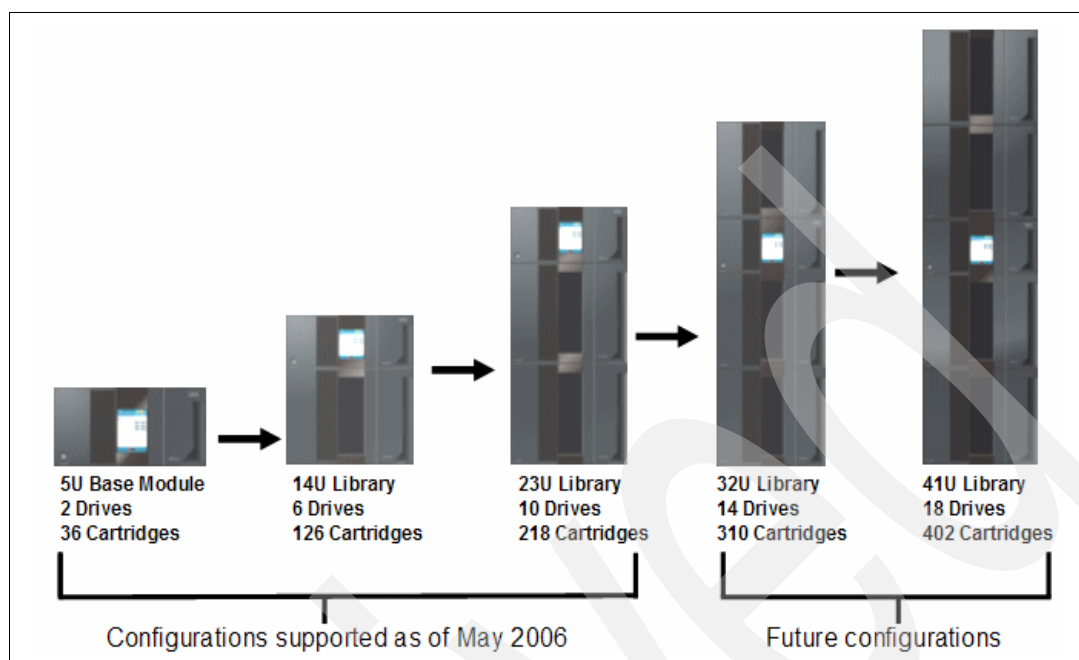 5U Base Module
2 Drives
36 Cartridges
14U Library
6 Drives
126 Cartridges
23U Library
10 Drives
218 Cartridges
32U Library
14 Drives
310 Cartridges
41U Library
18 Drives
402 Cartridges
Configurations supported as of May 2006
Future configurations